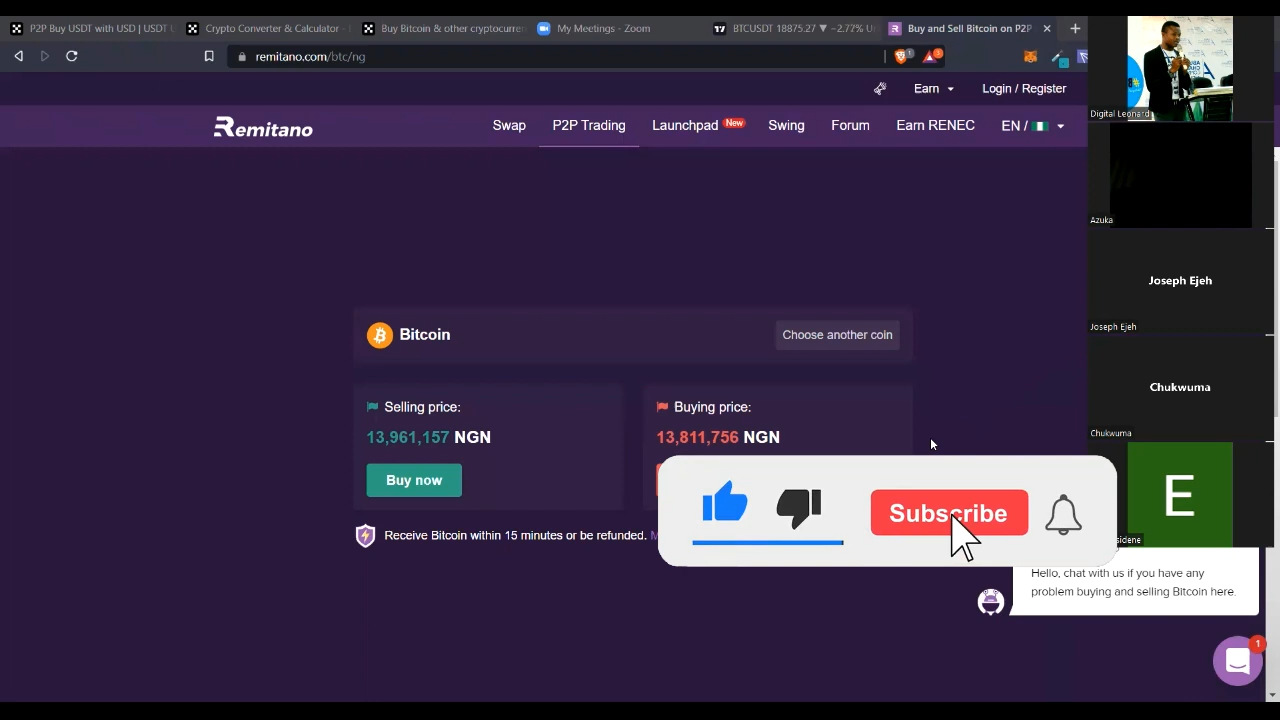 P2P Buy USDT with USD | USDT
Crypto Converter & Calculator -
Buy Bitcoin & other cryptocurren
My Meetings - Zoom
BTCUSDT 18875.27 ▼ −2.72%
Buy and Sell Bitcoin on P2P
remitano.com/btc/ng
Earn
Login / Register
Remitano
Swap
P2P Trading
Launchpad New
Swing
Forum
Earn RENEC
EN /
Digital Leonard
Azuka
Joseph Ejeh
Joseph Ejeh
Chukwuma
Chukwuma
E
Bitcoin
Choose another coin
Selling price:
13,961,157 NGN
Buy now
Buying price:
13,811,756 NGN
Receive Bitcoin within 15 minutes or be refunded.
Subscribe
Hello, chat with us if you have any
problem buying and selling Bitcoin here.
1